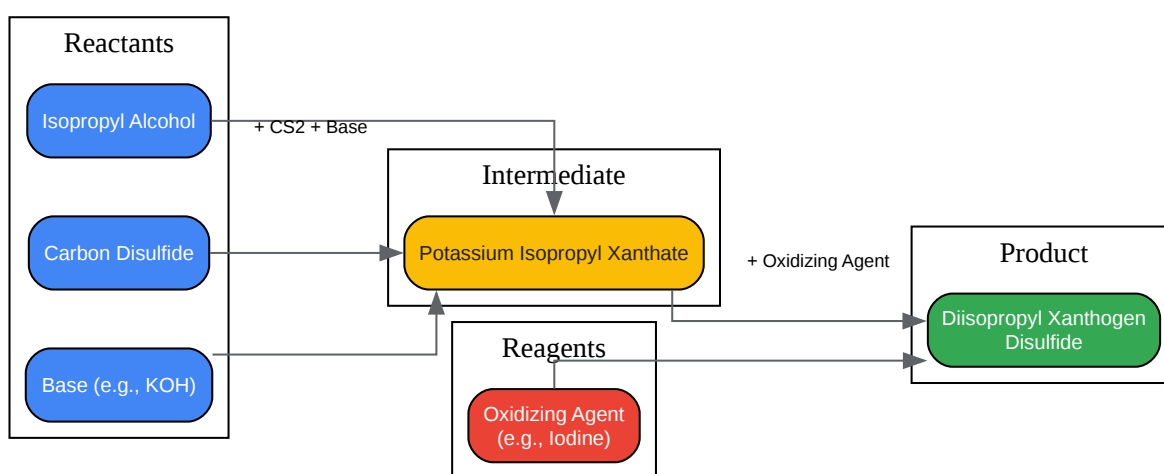 Reactants
Isopropyl Alcohol
+ CS2 + Base
Carbon Disulfide
Base (e.g., KOH)
Intermediate
Potassium Isopropyl Xanthate
Reagents
Oxidizing Agent
(e.g., Iodine)
+ Oxidizing Agent
Product
Diisopropyl Xanthogen
Disulfide